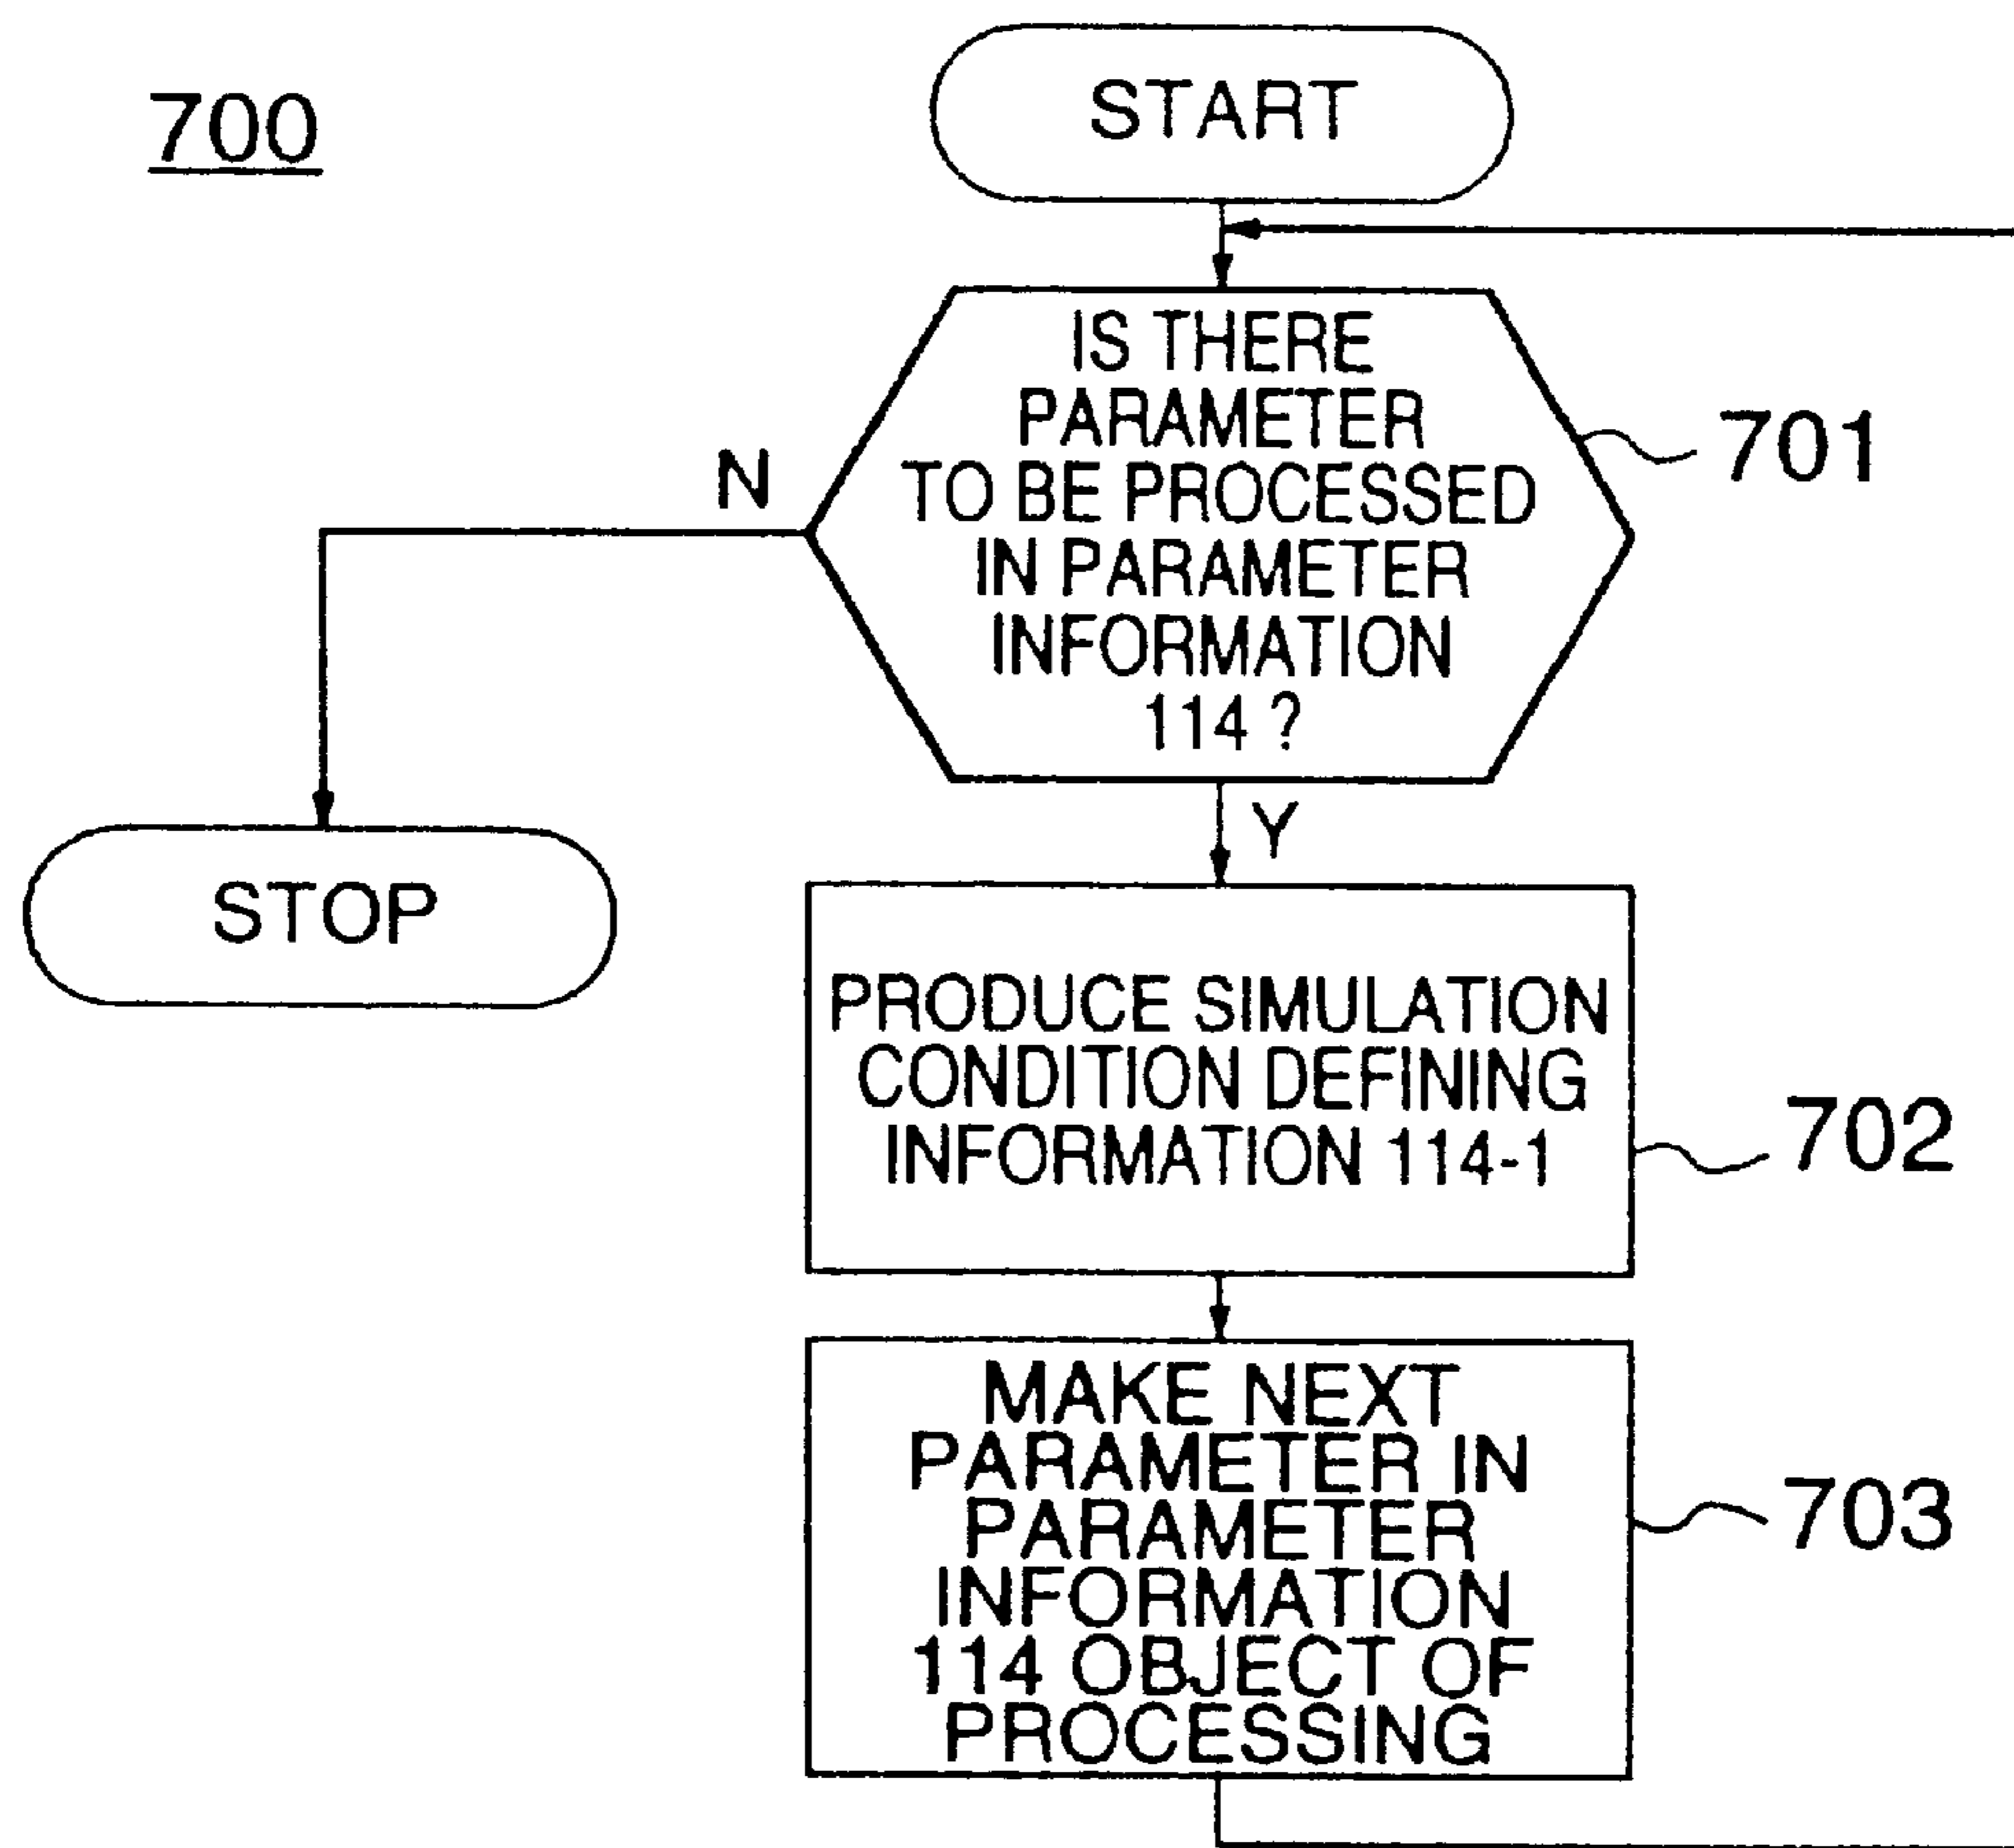 700
START
IS THERE
PARAMETER
TO BE PROCESSED
IN PARAMETER
INFORMATION
114 ?
701
N
Y
STOP
PRODUCE SIMULATION
CONDITION DEFINING
INFORMATION 114-1
702
MAKE NEXT
PARAMETER IN
PARAMETER
INFORMATION
114 OBJECT OF
PROCESSING
703